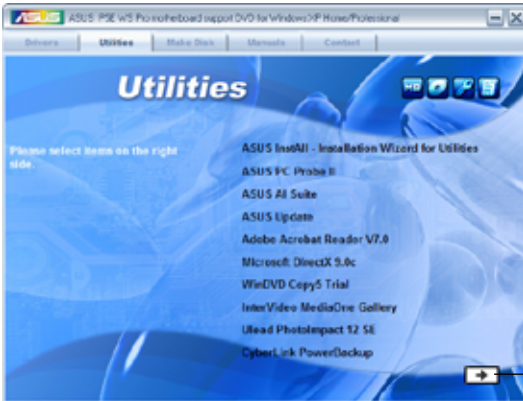 ASUS P5E WS Pro motherboard support DVD for Windows XP Home/Professional
Drivers
Utilities
Make Disk
Manuals
Contact
Utilities
Please select items on the right
side.
ASUS InstAll - Installation Wizard for Utilities
ASUS PC Probe II
ASUS AI Suite
ASUS Update
Adobe Acrobat Reader V7.0
Microsoft DirectX 9.0c
WinDVD Copy5 Trial
InterVideo MediaOne Gallery
Ulead PhotoImpact 12 SE
CyberLink PowerBackup